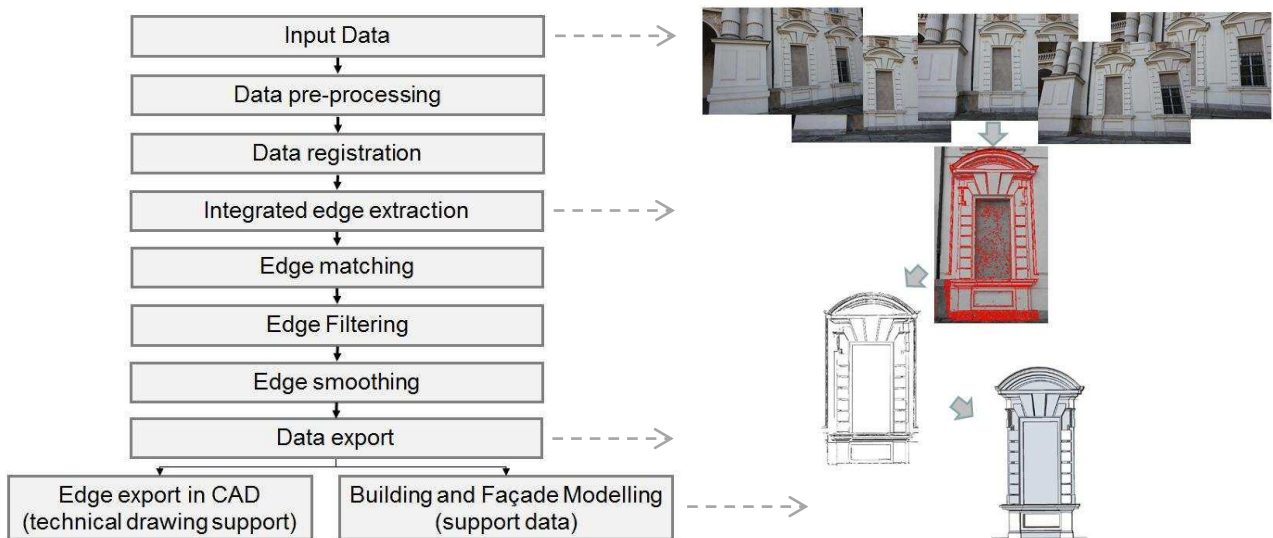 Input Data
Data pre-processing
Data registration
Integrated edge extraction
Edge matching
Edge Filtering
Edge smoothing
Data export
Edge export in CAD
(technical drawing support)
Building and Façade Modelling
(support data)